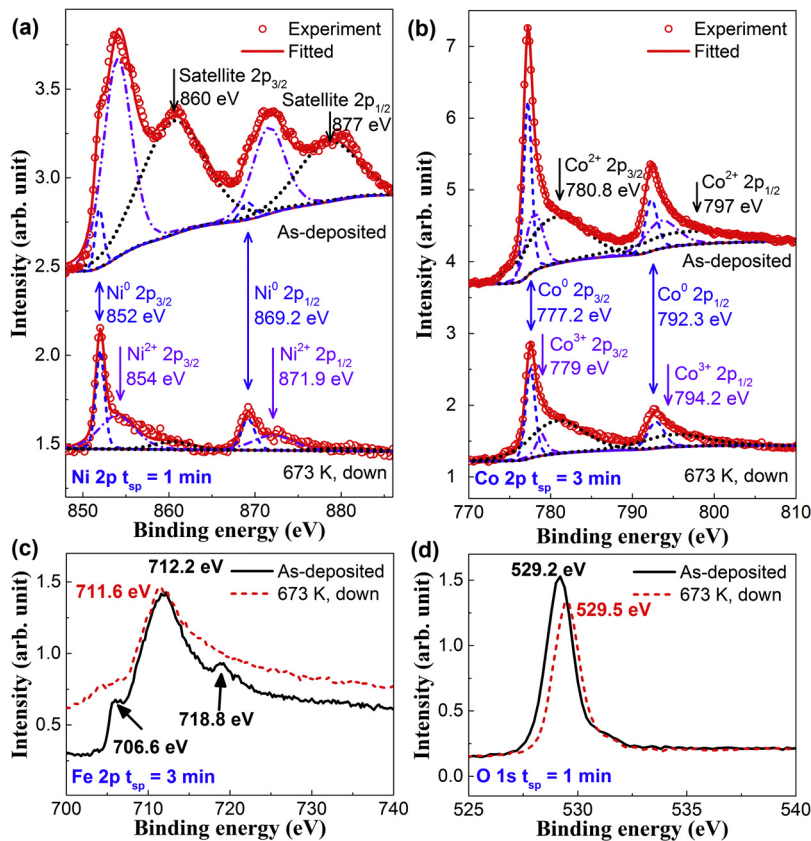 (a)
Experiment
Fitted
Satellite 2p3/2
860 eV
Satellite 2p1/2
877 eV
As-deposited
Ni0 2p3/2
852 eV
Ni0 2p1/2
869.2 eV
Ni2+ 2p3/2
854 eV
Ni2+ 2p1/2
871.9 eV
Ni 2p tsp = 1 min
673 K, down
3.5
3.0
2.5
2.0
1.5
850 860 870 880
Intensity (arb. unit)
Binding energy (eV)
(b)
Experiment
Fitted
Co2+ 2p3/2
780.8 eV
Co2+ 2p1/2
797 eV
As-deposited
Co0 2p3/2
777.2 eV
Co0 2p1/2
792.3 eV
Co3+ 2p3/2
779 eV
Co3+ 2p1/2
794.2 eV
Co 2p tsp = 3 min
673 K, down
7
6
5
4
3
2
1
770 780 790 800 810
Intensity (arb. unit)
Binding energy (eV)
(c)
712.2 eV
As-deposited
711.6 eV
673 K, down
718.8 eV
706.6 eV
Fe 2p tsp = 3 min
1.5
1.0
0.5
700 710 720 730 740
Intensity (arb. unit)
Binding energy (eV)
(d)
529.2 eV
As-deposited
673 K, down
529.5 eV
O 1s tsp = 1 min
1.5
1.0
0.5
0.0
525 530 535 540
Intensity (arb. unit)
Binding energy (eV)